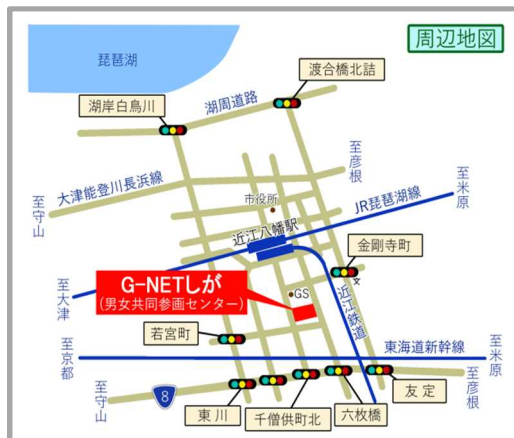 周辺地図
琵琶湖
渡合橋北詰
湖岸白鳥川
湖周道路
至彦根
大津能登川長浜線
至守山
市役所
JR琵琶湖線
至米原
近江八幡駅
金剛寺町
G-NETしが
(男女共同参画センター)
至大津
GS
近江鉄道
若宮町
至京都
東海道新幹線
至米原
至守山
8
東川
千僧供町北
六枚橋
友定
至彦根